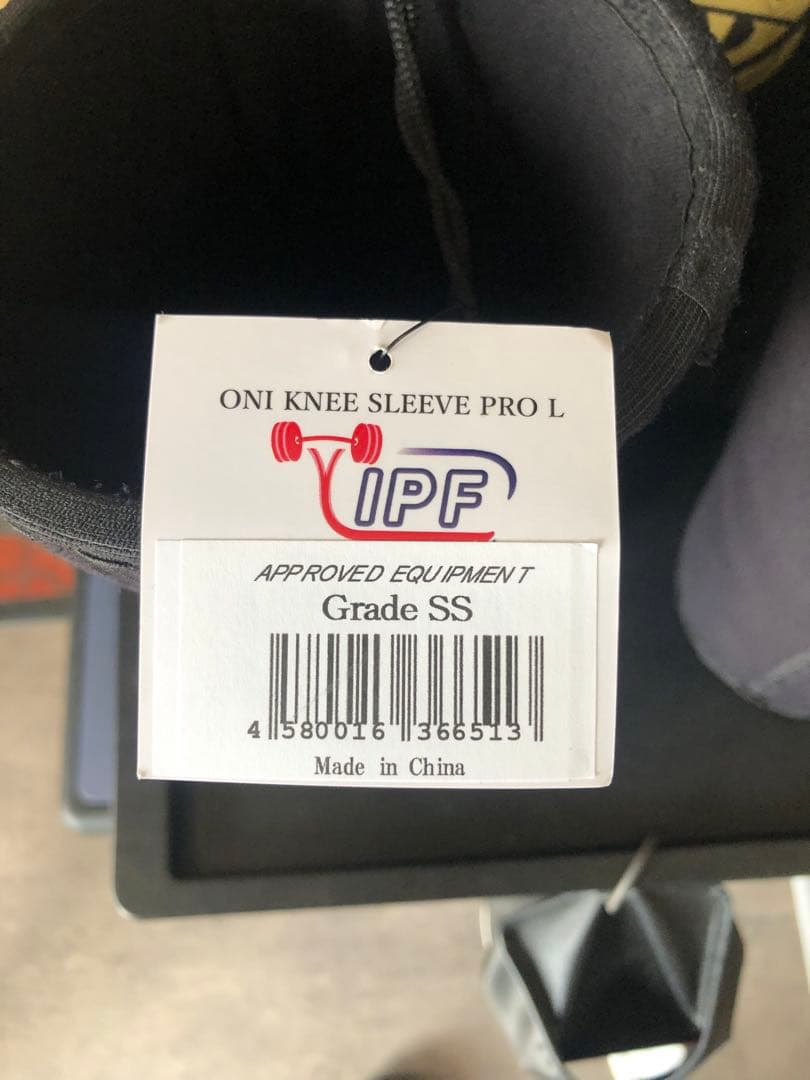 ONI KNEE SLEEVE PRO L
IPF
APPROVED EQUIPMENT
Grade SS
4 580016 366513
Made in China